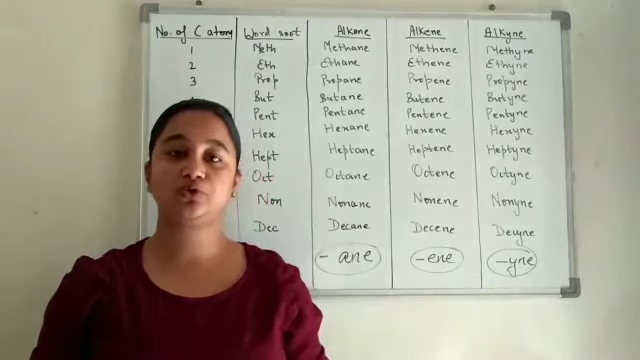 No. of C atom Word root Alkane Alkene Alkyne
1 Meth Methane Methene Methyne
2 Eth Ethane Ethene Ethyne
3 Prop Propane Propene Propyne
But Butane Butene Butyne
Pent Pentane Pentene Pentyne
Hex Hexane Hexene Hexyne
Hept Heptane Heptene Heptyne
Oct Octane Octene Octyne
Non Nonane Nonene Nonyne
Dec Decane Decene Decyne
- ane - ene - yne